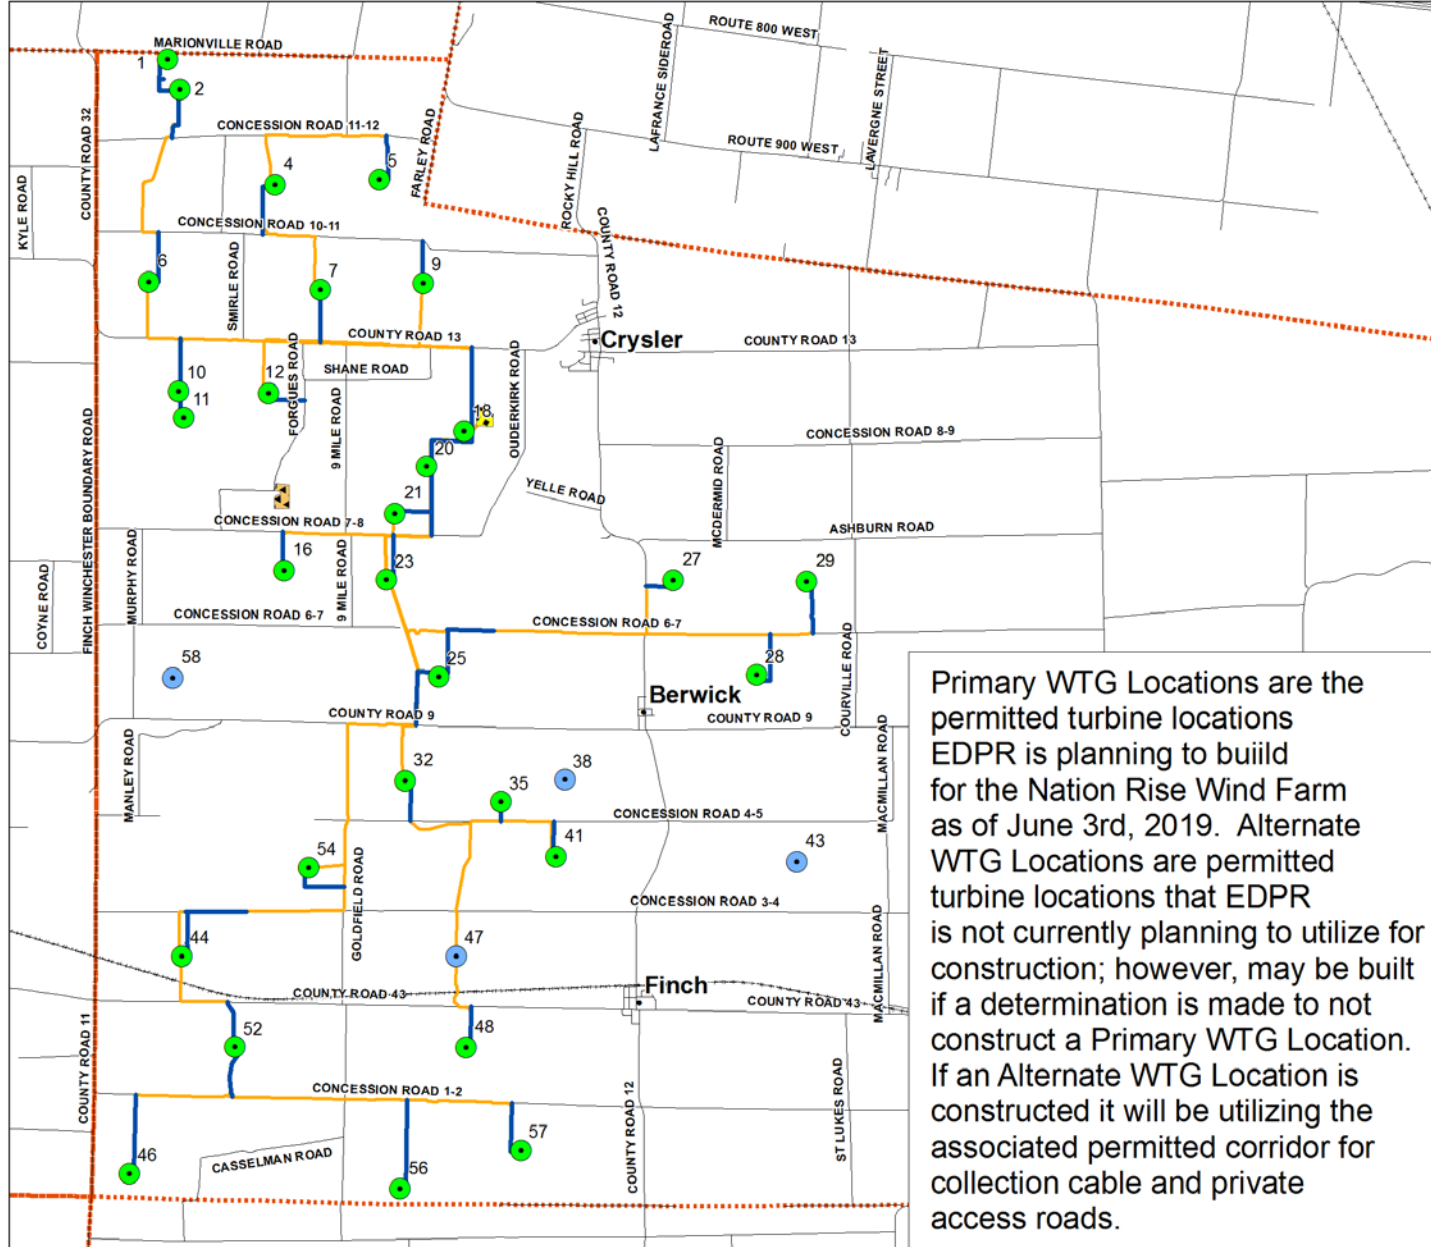 ROUTE 800 WEST
MARIONVILLE ROAD
LAFRANCE SIDEROAD
LAVERGNE STREET
1
2
COUNTY ROAD 32
CONCESSION ROAD 11-12
FARLEY ROAD
ROCKY HILL ROAD
ROUTE 900 WEST
4
5
KYLE ROAD
CONCESSION ROAD 10-11
COUNTY ROAD 12
6
SMIRLE ROAD
7
9
COUNTY ROAD 13
Crysler
COUNTY ROAD 13
FORGUES ROAD
SHANE ROAD
OUDERKIRK ROAD
10
12
11
9 MILE ROAD
18
FINCH WINCHESTER BOUNDARY ROAD
20
CONCESSION ROAD 8-9
MCDERMID ROAD
YELLE ROAD
21
CONCESSION ROAD 7-8
ASHBURN ROAD
MURPHY ROAD
16
9 MILE ROAD
23
27
29
COYNE ROAD
CONCESSION ROAD 6-7
CONCESSION ROAD 6-7
58
25
28
COURVILLE ROAD
Berwick
COUNTY ROAD 9
COUNTY ROAD 9
MANLEY ROAD
MACMILLAN ROAD
32
38
35
CONCESSION ROAD 4-5
41
43
54
GOLDFIELD ROAD
CONCESSION ROAD 3-4
44
47
MACMILLAN ROAD
Finch
COUNTY ROAD 43
COUNTY ROAD 43
52
48
COUNTY ROAD 11
CONCESSION ROAD 1-2
COUNTY ROAD 12
ST LUKES ROAD
46
CASSELMAN ROAD
56
57
Primary WTG Locations are the
permitted turbine locations
EDPR is planning to buiild
for the Nation Rise Wind Farm
as of June 3rd, 2019. Alternate
WTG Locations are permitted
turbine locations that EDPR
is not currently planning to utilize for
construction; however, may be built
if a determination is made to not
construct a Primary WTG Location.
If an Alternate WTG Location is
constructed it will be utilizing the
associated permitted corridor for
collection cable and private
access roads.